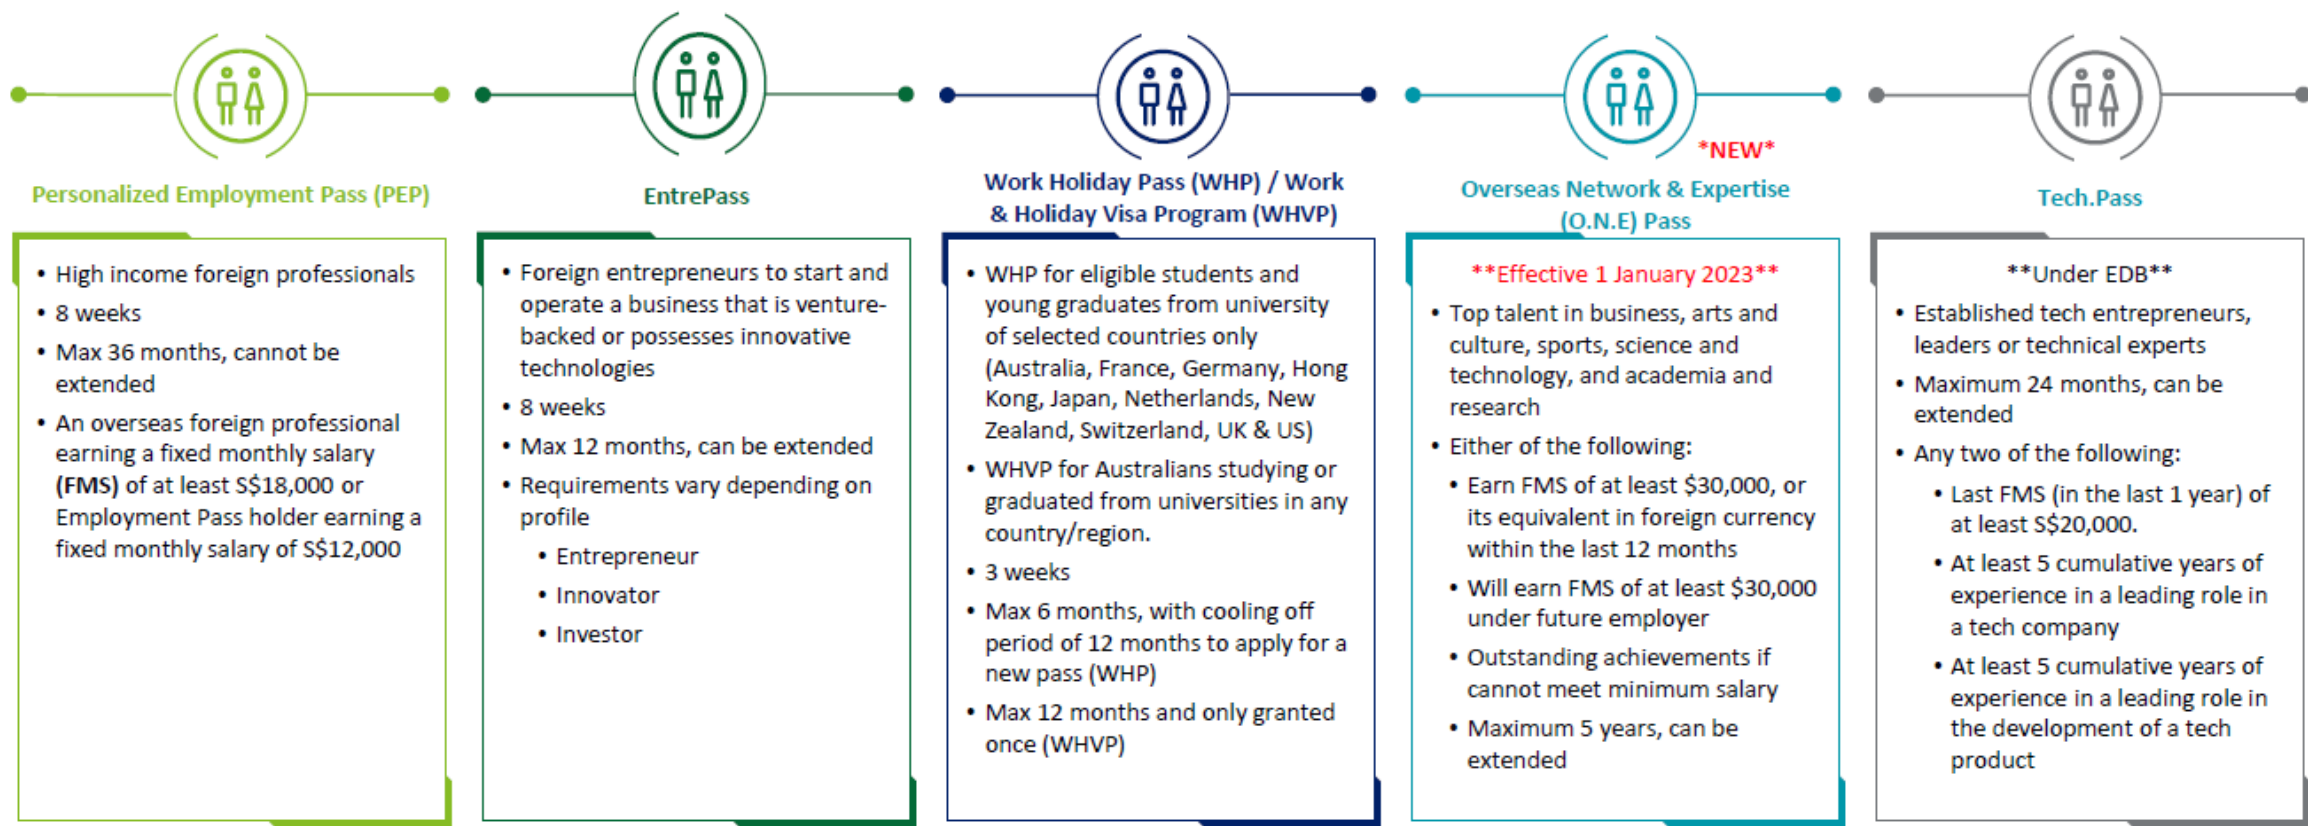 Personalized Employment Pass (PEP)
• High income foreign professionals
• 8 weeks
• Max 36 months, cannot be
extended
• An overseas foreign professional
earning a fixed monthly salary
(FMS) of at least S$18,000 or
Employment Pass holder earning a
fixed monthly salary of S$12,000
EntrePass
• Foreign entrepreneurs to start and
operate a business that is venture-
backed or possesses innovative
technologies
• 8 weeks
• Max 12 months, can be extended
• Requirements vary depending on
profile
• Entrepreneur
• Innovator
• Investor
Work Holiday Pass (WHP) / Work
& Holiday Visa Program (WHVP)
• WHP for eligible students and
young graduates from university
of selected countries only
(Australia, France, Germany, Hong
Kong, Japan, Netherlands, New
Zealand, Switzerland, UK & US)
• WHVP for Australians studying or
graduated from universities in any
country/region.
• 3 weeks
• Max 6 months, with cooling off
period of 12 months to apply for a
new pass (WHP)
• Max 12 months and only granted
once (WHVP)
*NEW*
Overseas Network & Expertise
(O.N.E) Pass
**Effective 1 January 2023**
• Top talent in business, arts and
culture, sports, science and
technology, and academia and
research
• Either of the following:
• Earn FMS of at least $30,000, or
its equivalent in foreign currency
within the last 12 months
• Will earn FMS of at least $30,000
under future employer
• Outstanding achievements if
cannot meet minimum salary
• Maximum 5 years, can be
extended
Tech.Pass
**Under EDB**
• Established tech entrepreneurs,
leaders or technical experts
• Maximum 24 months, can be
extended
• Any two of the following:
• Last FMS (in the last 1 year) of
at least S$20,000.
• At least 5 cumulative years of
experience in a leading role in
a tech company
• At least 5 cumulative years of
experience in a leading role in
the development of a tech
product